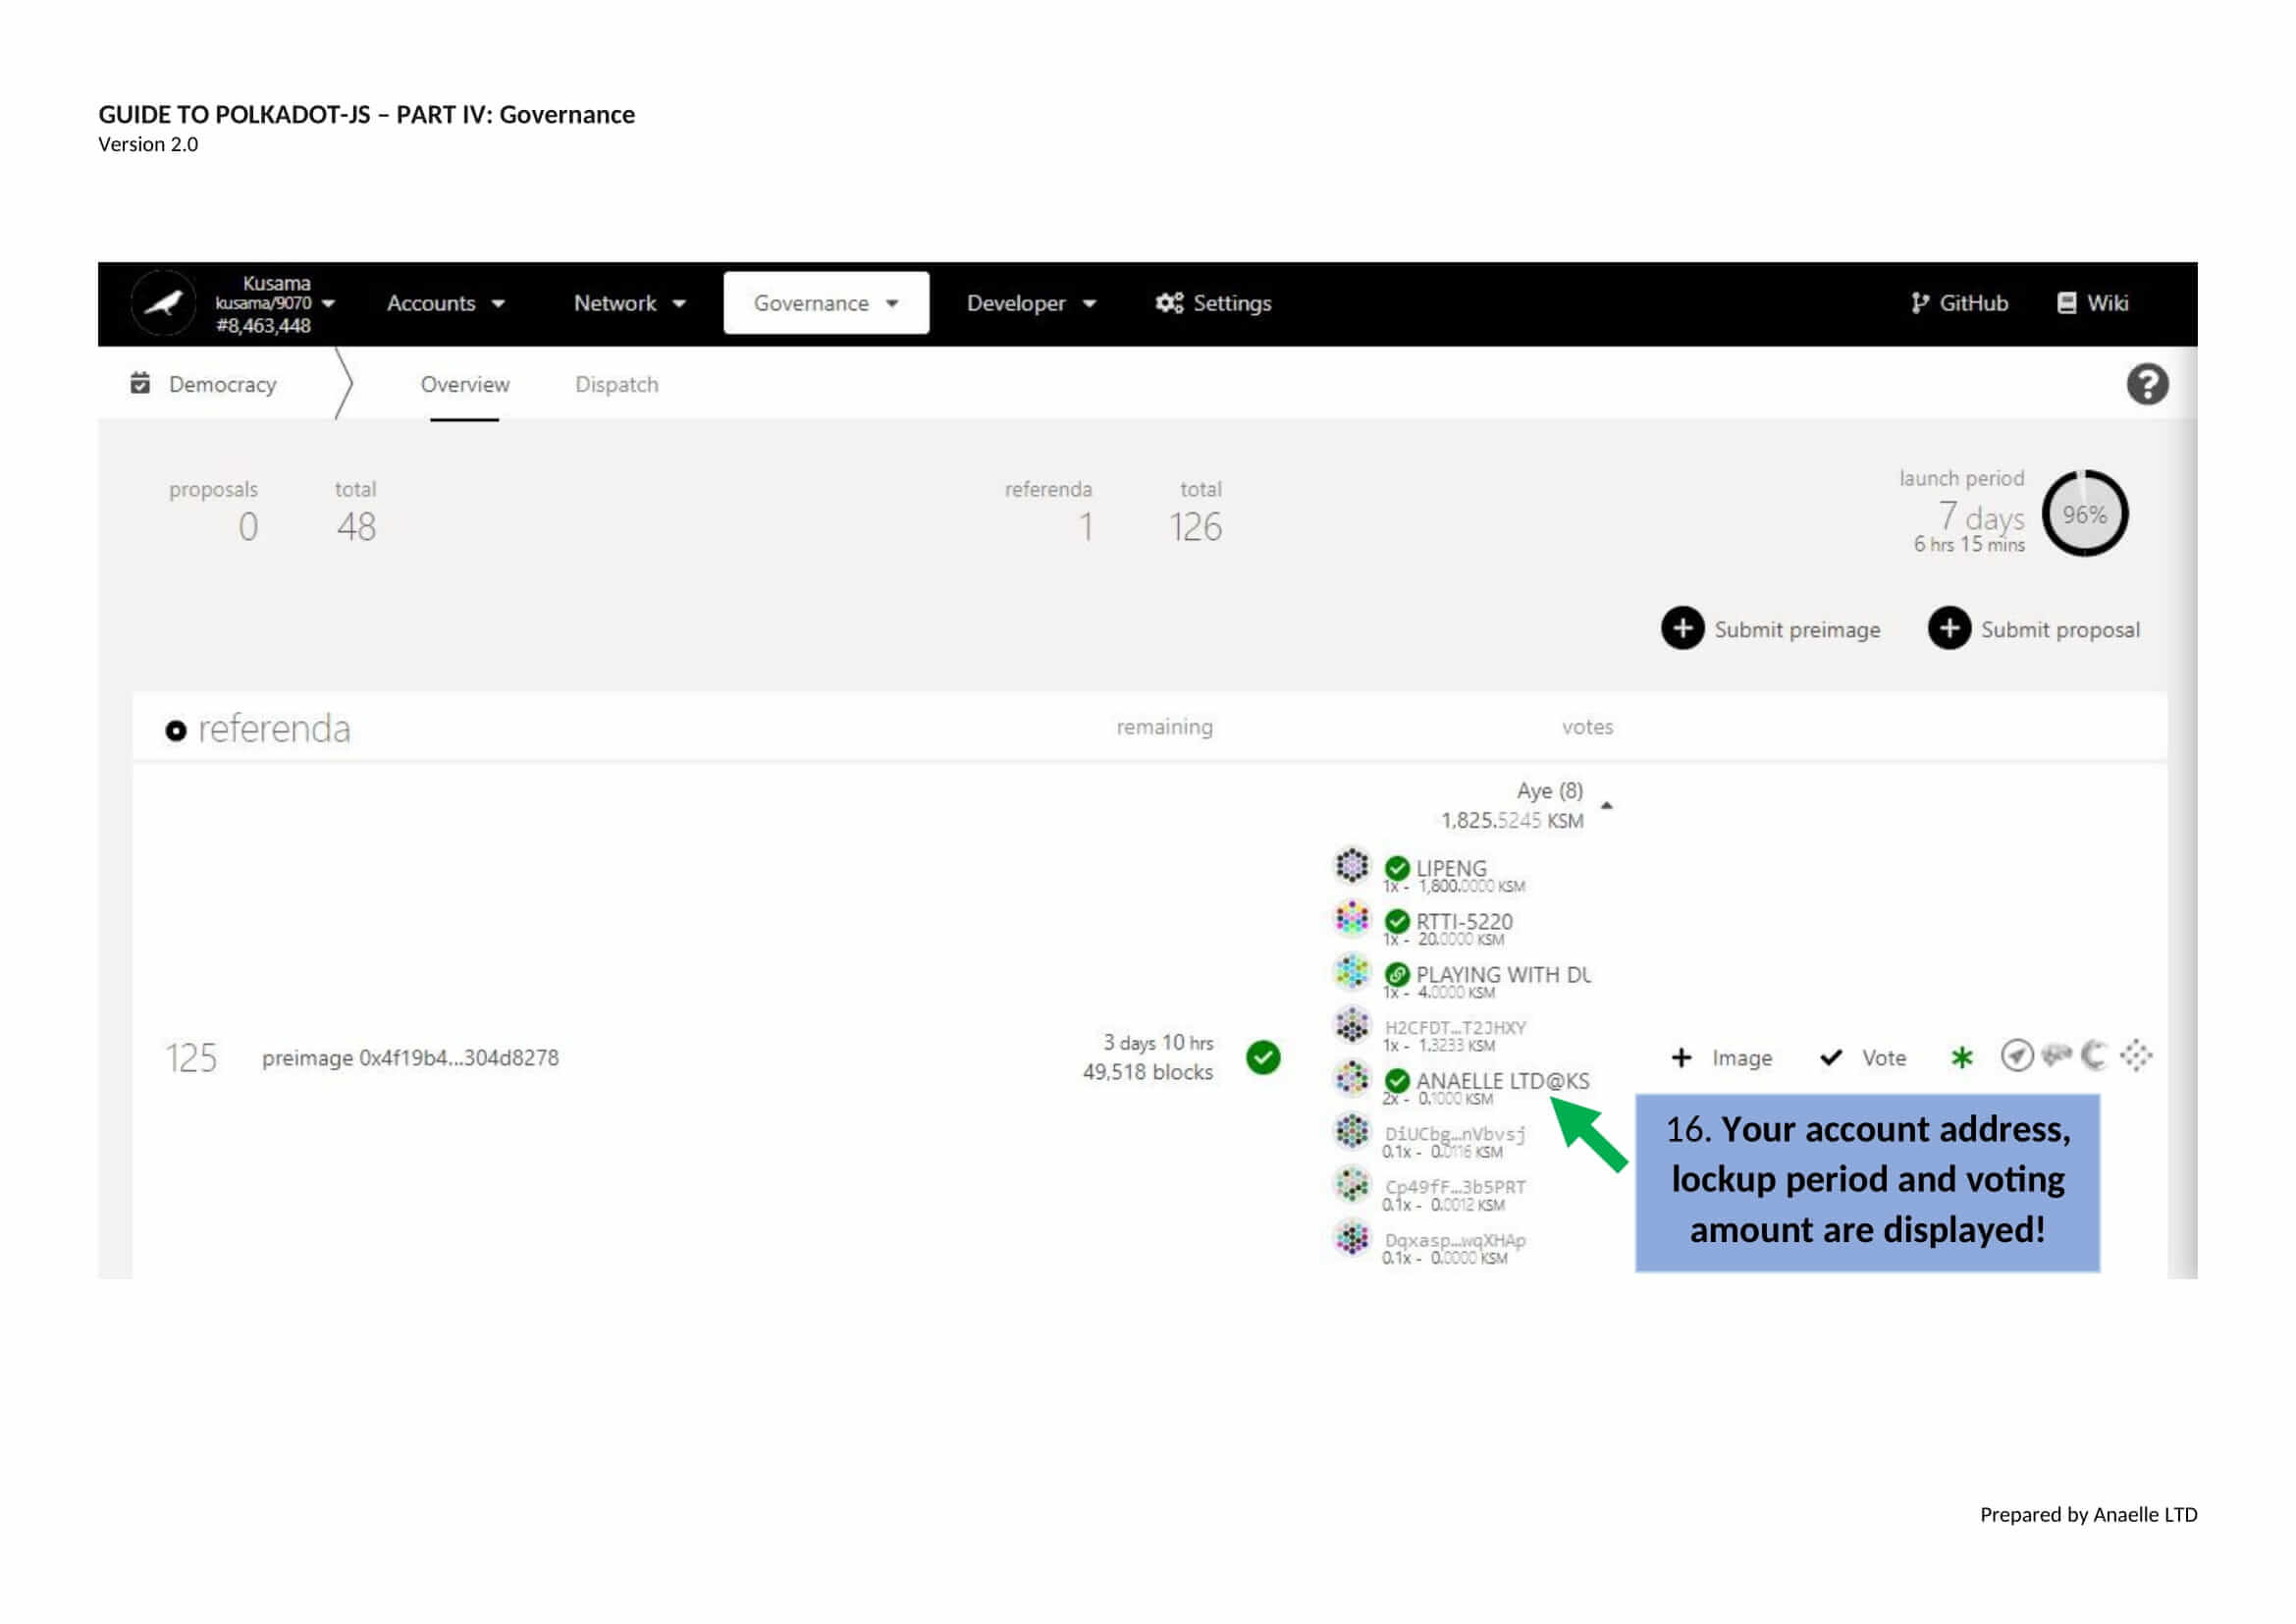 GUIDE TO POLKADOT-JS – PART IV: Governance
Version 2.0
Kusama
kusama/9070
#8,463,448
Accounts
Network
Governance
Developer
Settings
GitHub
Wiki
Democracy
Overview
Dispatch
proposals
0
total
48
referenda
1
total
126
launch period
7 days
6 hrs 15 mins
96%
Submit preimage
Submit proposal
referenda
remaining
votes
Aye (8)
1,825.5245 KSM
LIPENG
1x - 1,800.0000 KSM
RTTI-5220
1x - 20.0000 KSM
PLAYING WITH DU
1x - 4.0000 KSM
H2CFDT...T2JHXY
1x - 1.3233 KSM
ANAELLE LTD@KS
2x - 0.1000 KSM
DiUCbg...nVbvsj
0.1x - 0.0116 KSM
Cp49fF...3b5PRT
0.1x - 0.0012 KSM
Dqxasp...wqXHAp
0.1x - 0.0000 KSM
125
preimage 0x4f19b4...304d8278
3 days 10 hrs
49,518 blocks
Image
Vote
16. Your account address,
lockup period and voting
amount are displayed!
Prepared by Anaelle LTD